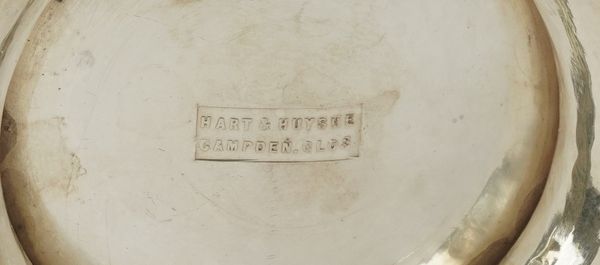 HART & HUYSHE
CAMPDEN. GLOS